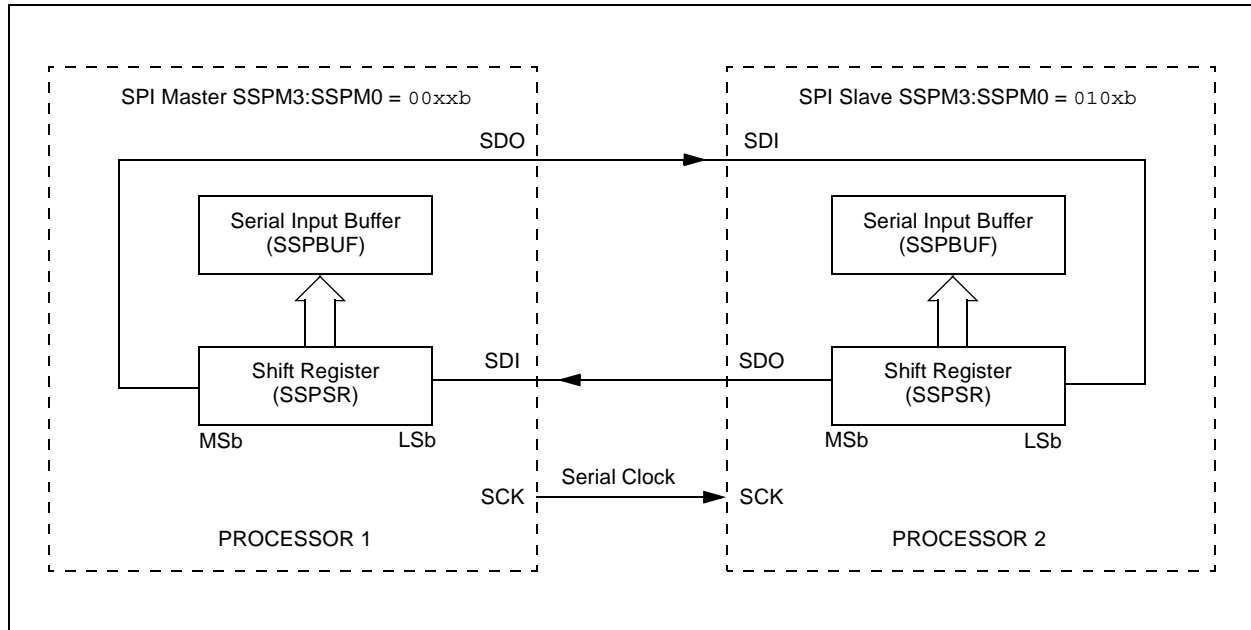 SPI Master SSPM3:SSPM0 = 00xxb
SDO
Serial Input Buffer
(SSPBUF)
Shift Register
(SSPSR)
MSb
LSb
SDI
SCK
PROCESSOR 1
Serial Clock
SPI Slave SSPM3:SSPM0 = 010xb
SDI
Serial Input Buffer
(SSPBUF)
SDO
Shift Register
(SSPSR)
MSb
LSb
SCK
PROCESSOR 2